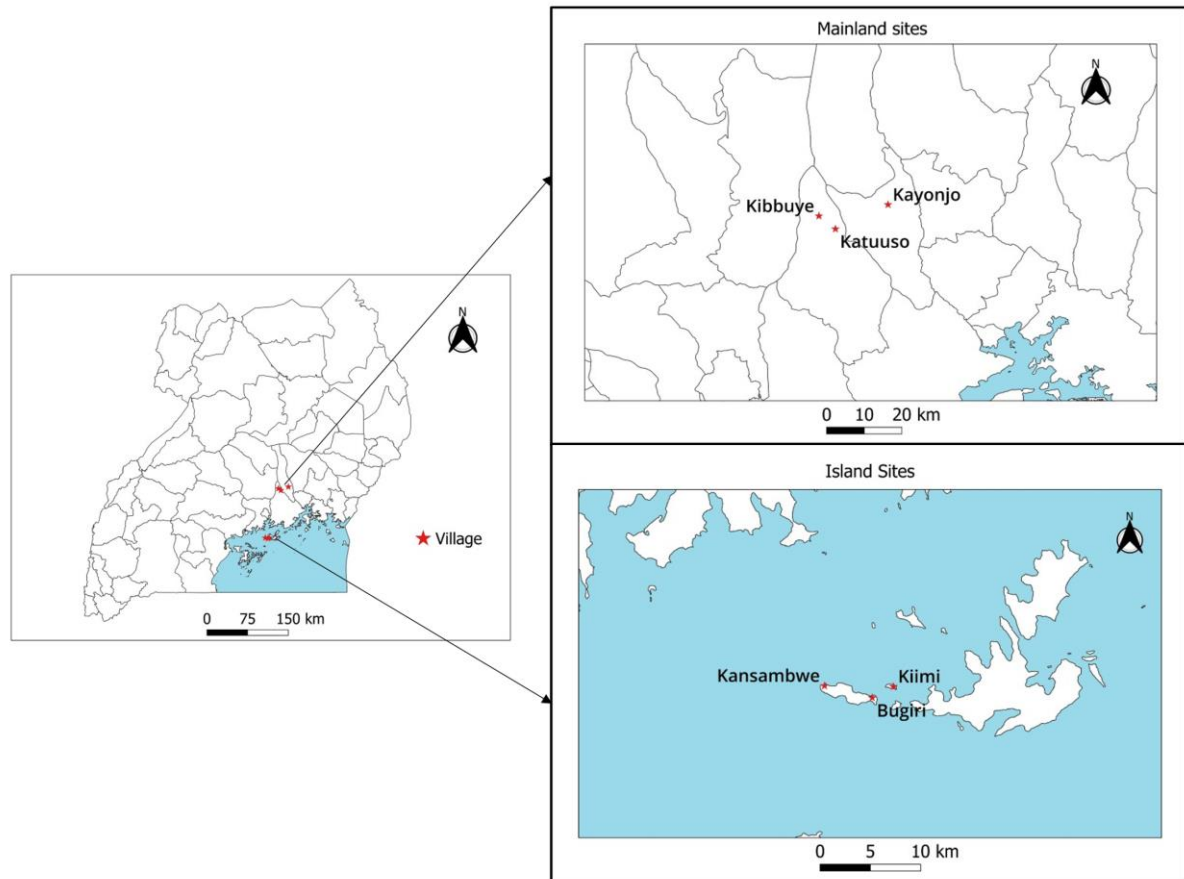 Mainland sites
N
Kayonjo
Kibbuye
Katuuso
0 10 20 km
N
Village
0 75 150 km
Island Sites
N
Kansambwe
Kiimi
Bugiri
0 5 10 km